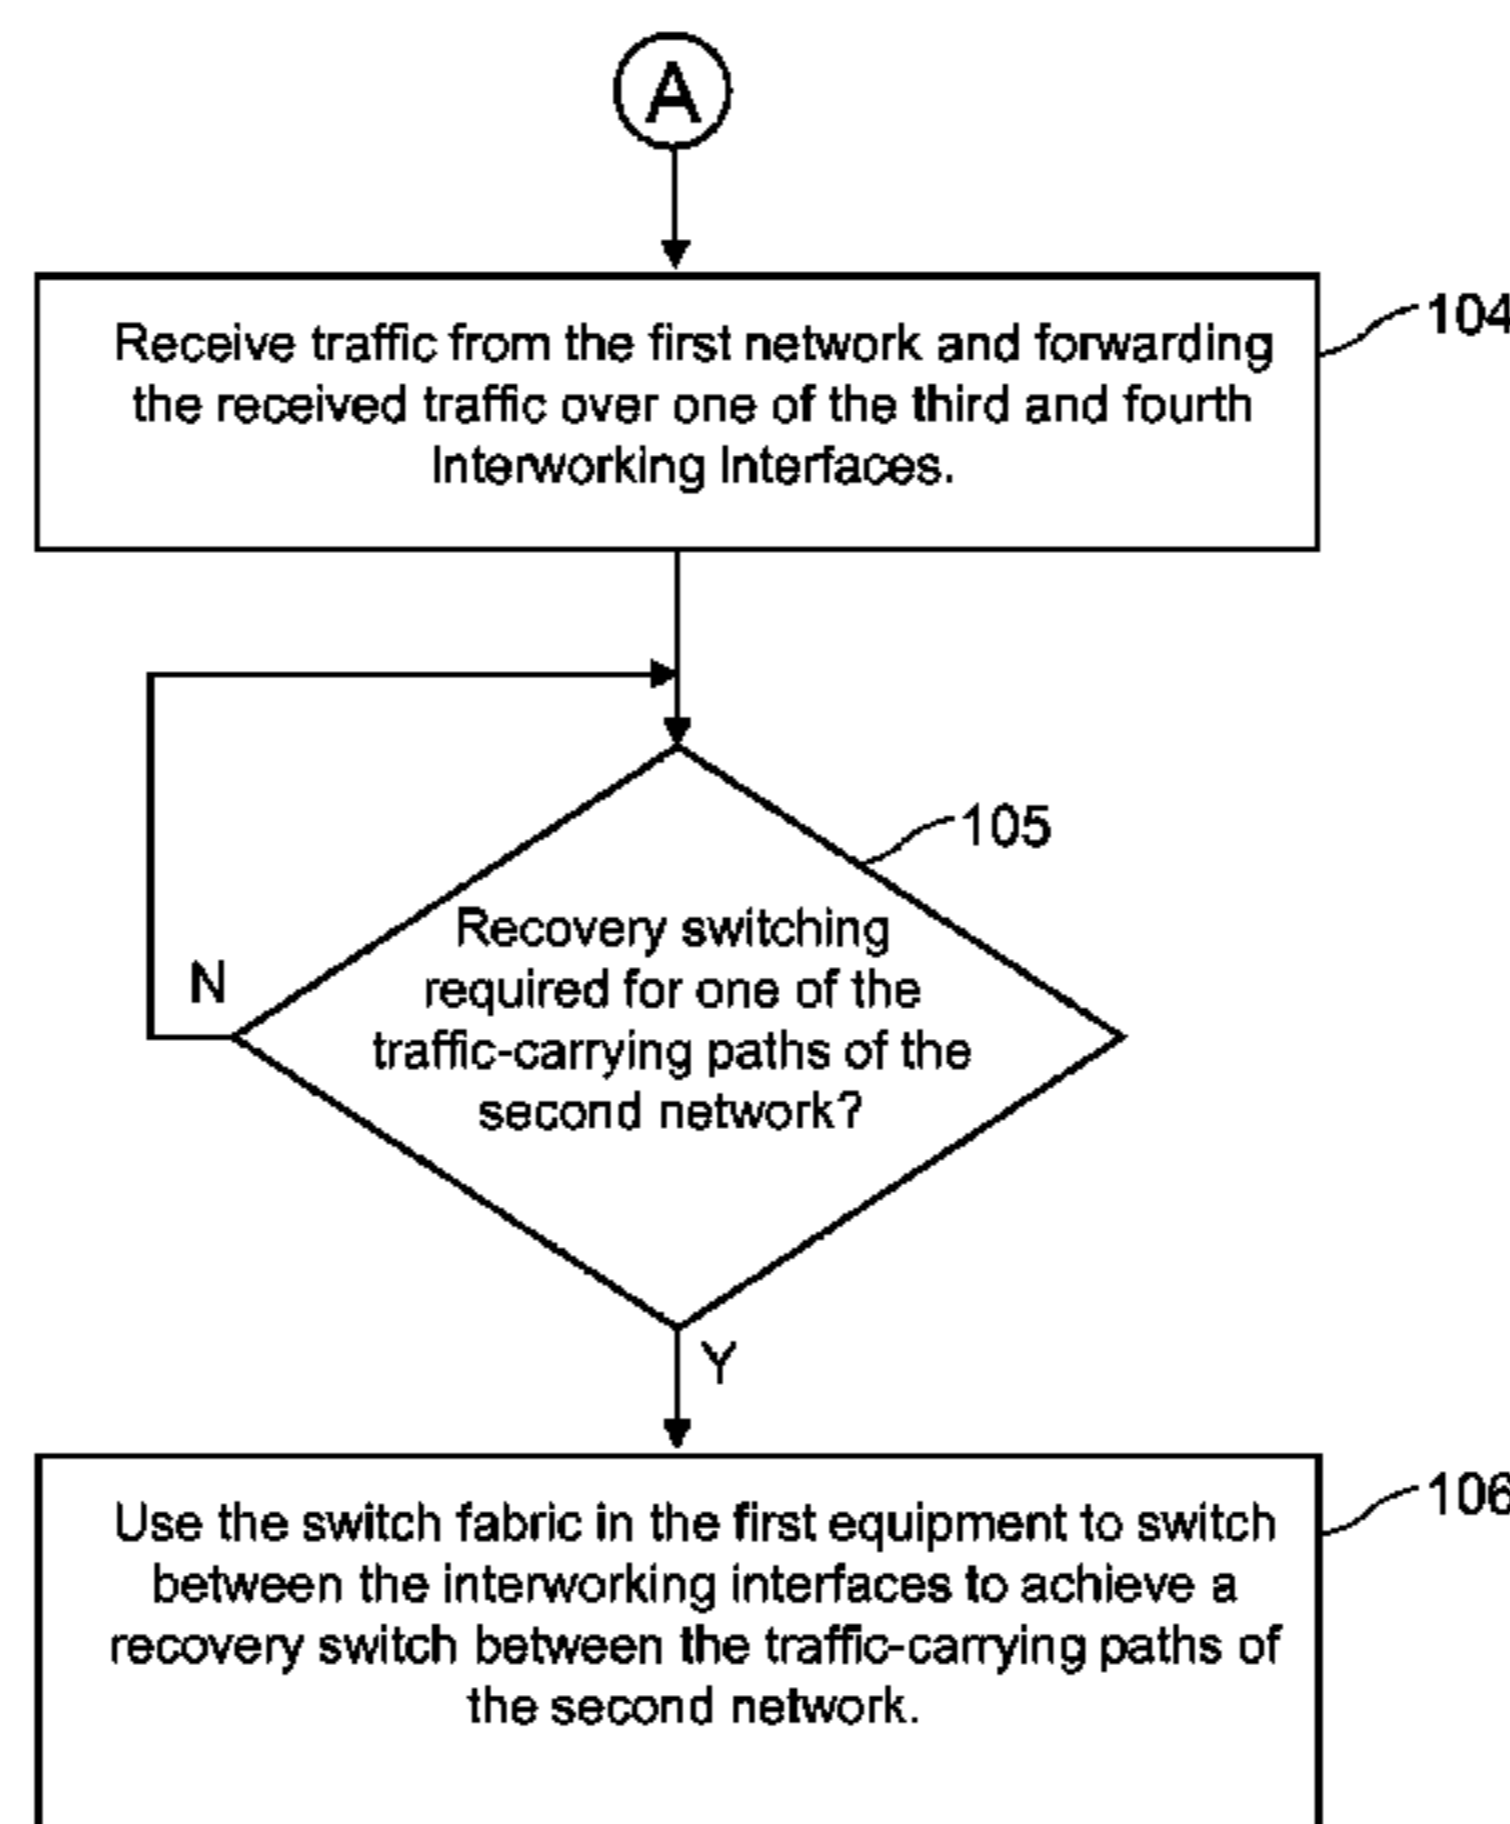 A
Receive traffic from the first network and forwarding
the received traffic over one of the third and fourth
Interworking Interfaces.
104
105
Recovery switching
required for one of the
traffic-carrying paths of the
second network?
N
Y
Use the switch fabric in the first equipment to switch
between the interworking interfaces to achieve a
recovery switch between the traffic-carrying paths of
the second network.
106